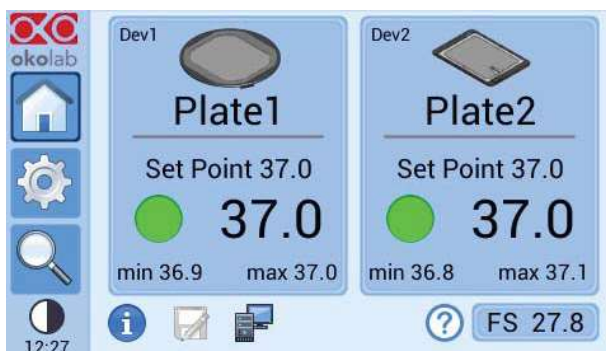 okolab
Dev1
Plate1
Set Point 37.0
37.0
min 36.9 max 37.0
Dev2
Plate2
Set Point 37.0
37.0
min 36.8 max 37.1
12:27
i
?
FS 27.8